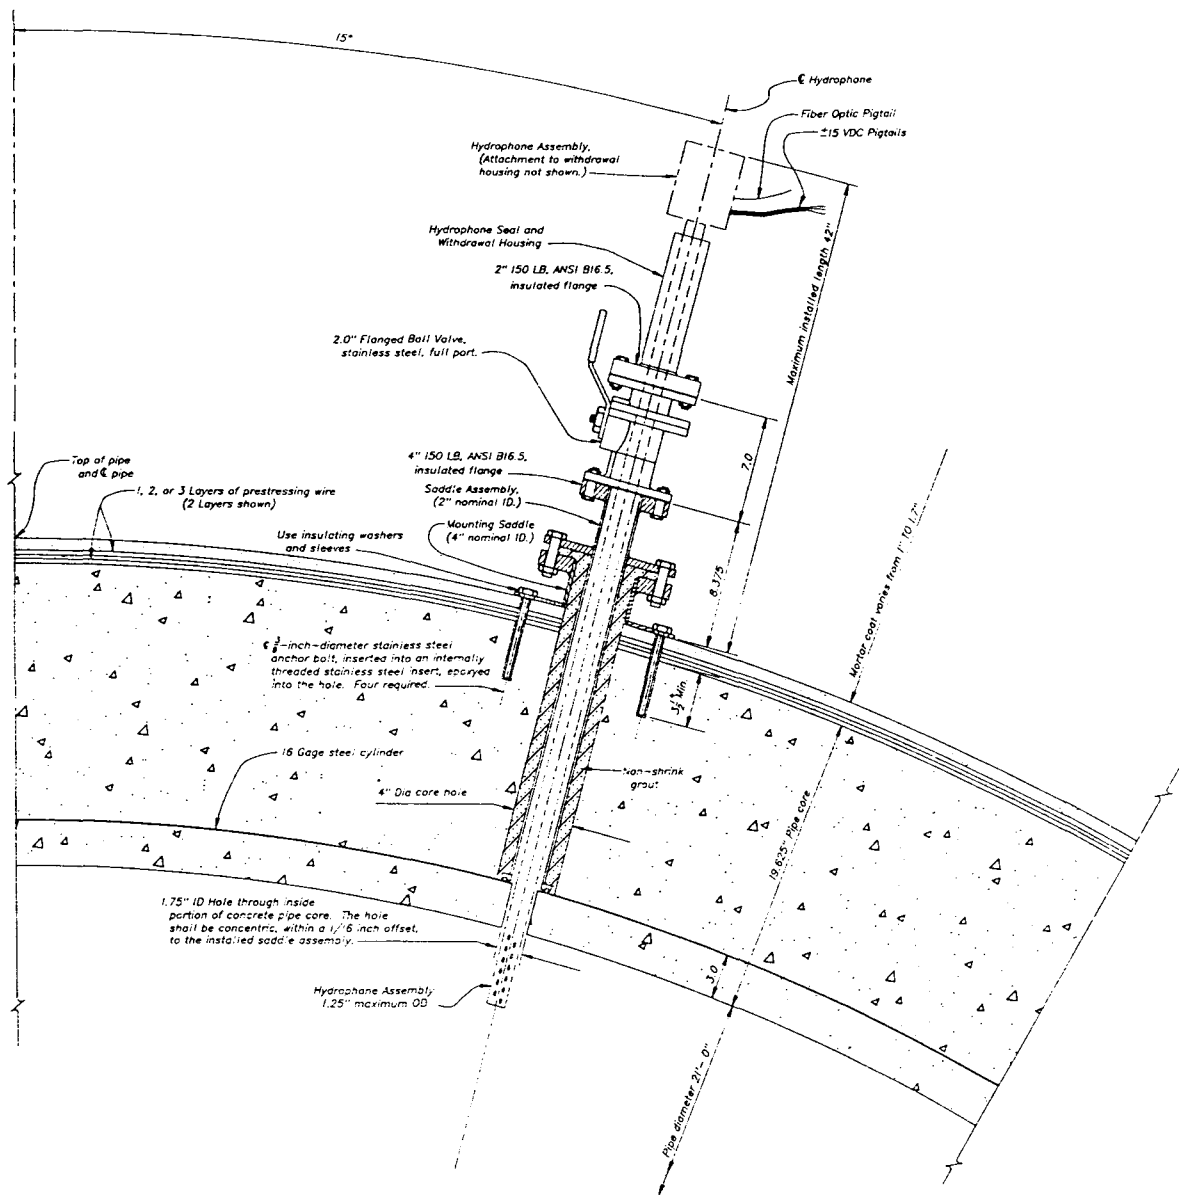 15°
℄ Hydrophone
Fiber Optic Pigtail
±15 VDC Pigtails
Hydrophone Assembly,
(Attachment to withdrawal
housing not shown.)
Hydrophone Seal and
Withdrawal Housing
2" 150 LB, ANSI B16.5,
insulated flange
Maximum installed length 42"
2.0" Flanged Ball Valve,
stainless steel, full port.
7.0
4" 150 LB, ANSI B16.5,
insulated flange
Top of pipe
and ℄ pipe
Saddle Assembly,
(2" nominal ID.)
1, 2, or 3 Layers of prestressing wire
(2 Layers shown)
Mounting Saddle
(4" nominal ID.)
Use insulating washers
and sleeves
8.375
Mortar coat varies from 1" TO 1.7"
℄ -inch-diameter stainless steel
anchor bolt, inserted into an internally
threaded stainless steel insert, epoxyed
into the hole. Four required.
Min.
16 Gage steel cylinder
Non-shrink
grout
4" Dia core hole
19.625" Pipe core
1.75" ID Hole through inside
portion of concrete pipe core. The hole
shall be concentric, within a 1/16 inch offset,
to the installed saddle assembly.
3.0
Hydrophone Assembly
1.25" maximum OD
Pipe diameter 21'-0"